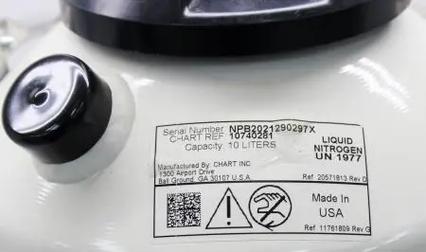 Serial Number NPB2021290297X
CHART REF 10740281
Capacity 10 LITERS
LIQUID
NITROGEN
UN 1977
Manufactured By: CHART INC
1300 Airport Drive
Ball Ground, GA 30107 U.S.A.
Ref 20571813 Rev D
Made In
USA
Ref 11761809 Rev G